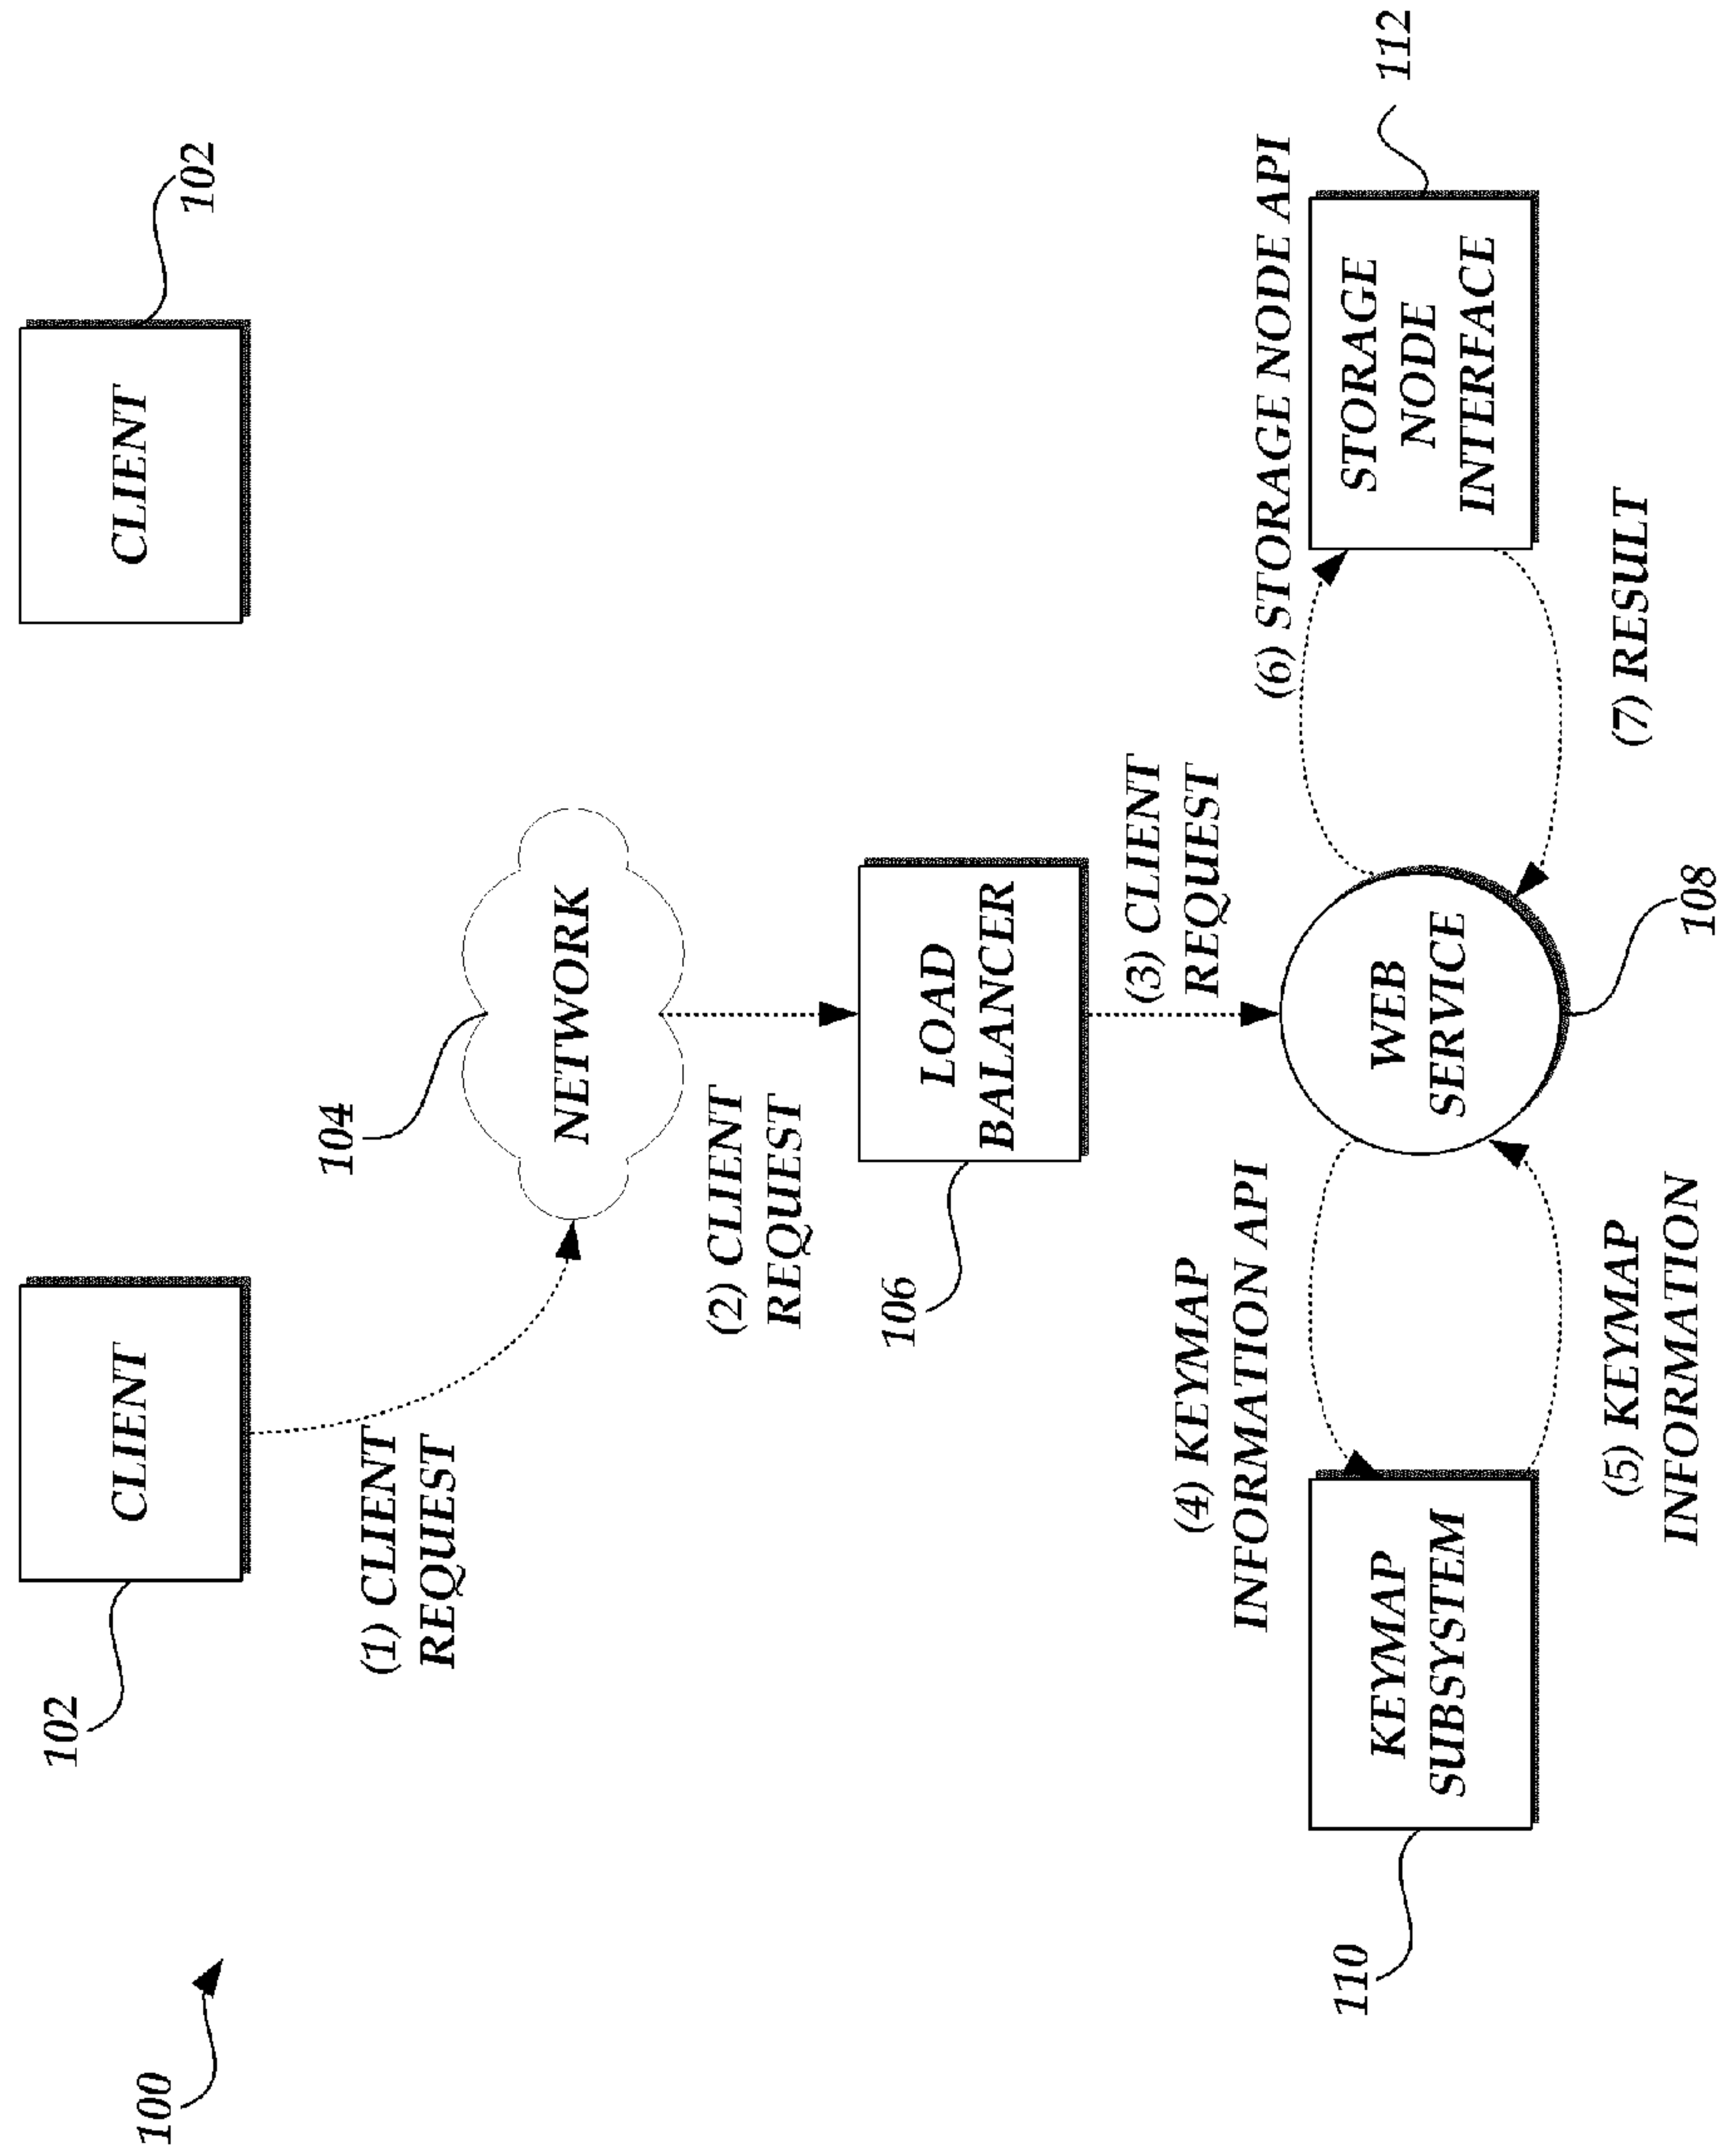 100
102
CLIENT
CLIENT
102
(1) CLIENT
REQUEST
104
NETWORK
(2) CLIENT
REQUEST
106
LOAD
BALANCER
(3) CLIENT
REQUEST
(4) KEYMAP
INFORMATION API
(6) STORAGE NODE API
110
KEYMAP
SUBSYSTEM
WEB
SERVICE
STORAGE
NODE
INTERFACE
112
(5) KEYMAP
INFORMATION
108
(7) RESULT